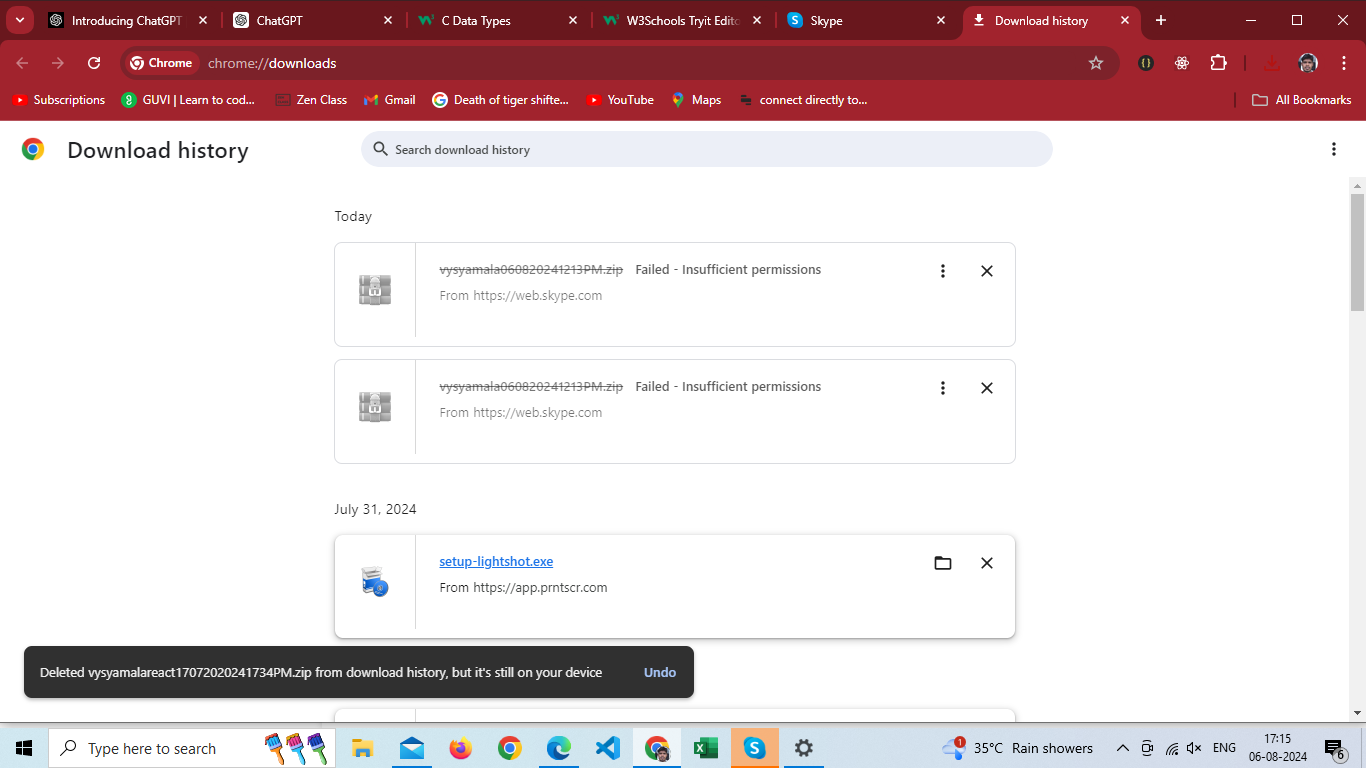 Introducing ChatGPT
ChatGPT
C Data Types
W3Schools Tryit Edito
Skype
Download history
Chrome
chrome://downloads
Subscriptions
GUVI | Learn to cod...
Zen Class
Gmail
Death of tiger shifte...
YouTube
Maps
connect directly to...
All Bookmarks
Download history
Search download history
Today
vysyamala060820241213PM.zip Failed - Insufficient permissions
From https://web.skype.com
vysyamala060820241213PM.zip Failed - Insufficient permissions
From https://web.skype.com
July 31, 2024
setup-lightshot.exe
From https://app.prntscr.com
Deleted vysyamalareact17072020241734PM.zip from download history, but it's still on your device Undo
Type here to search
1
35°C Rain showers
ENG
17:15
06-08-2024
6